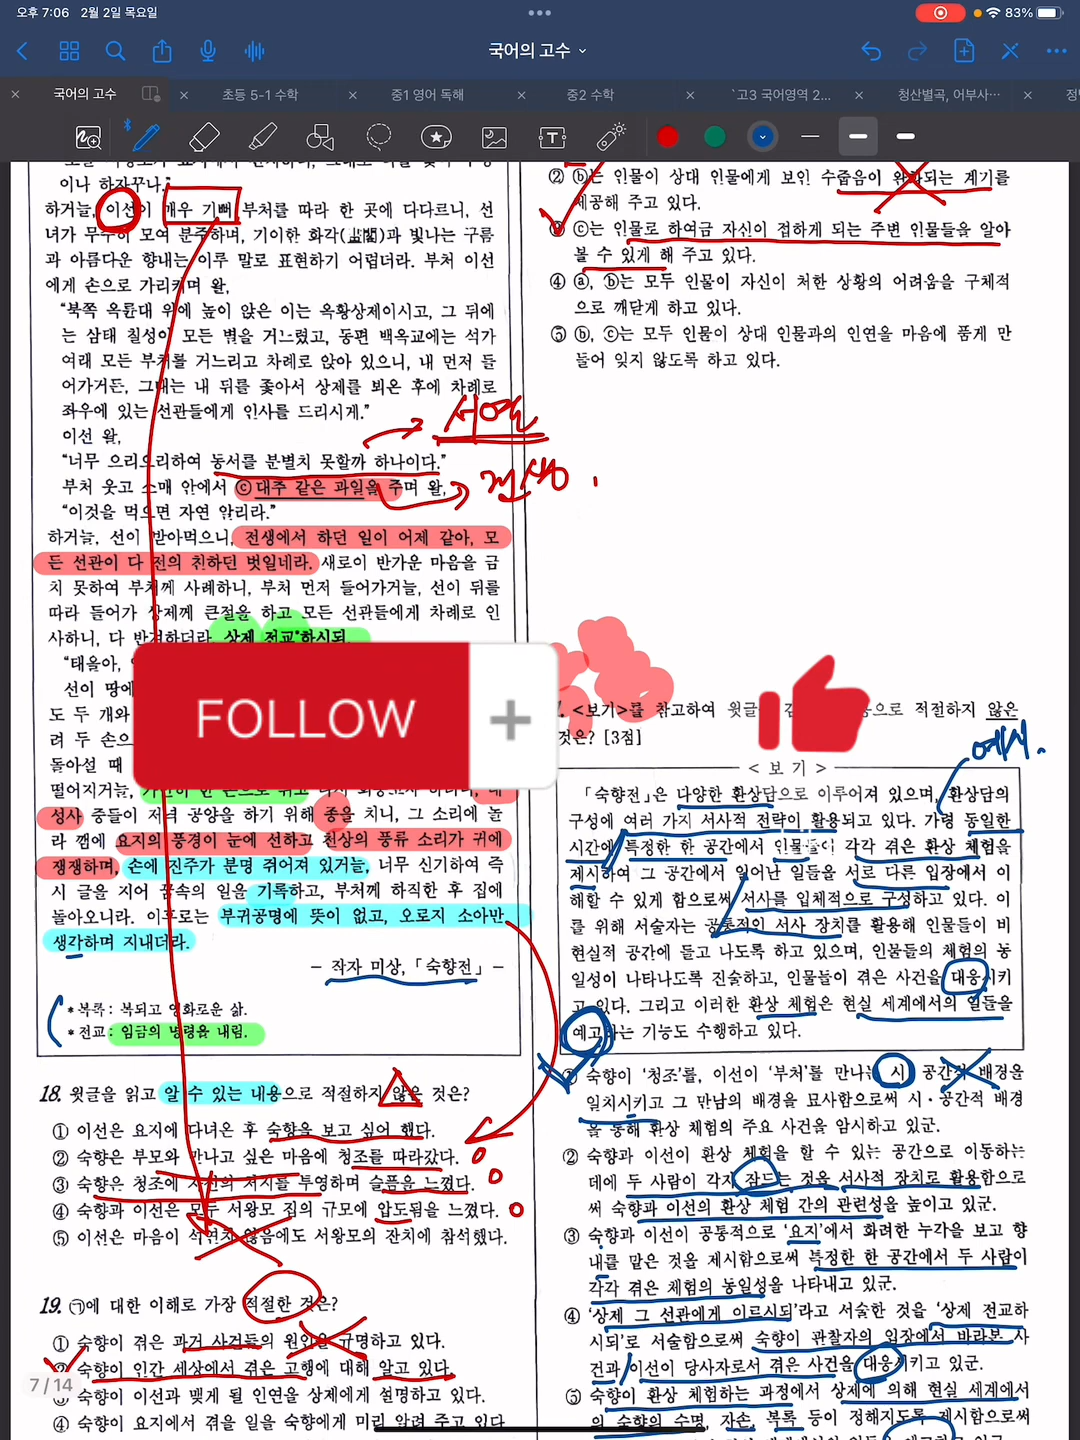 오후 7:06 2월 2일 목요일
83%
국어의 고수
국어의 고수
초등 5-1 수학
중1 영어 독해
중2 수학
`고3 국어영역 2...
청산별곡, 어부사...
이나 하자꾸나."
하거늘, 이선이 매우 기뻐 부처를 따라 한 곳에 다다르니, 선
녀가 무수히 모여 분주하며, 기이한 화각(畵閣)과 빛나는 구름
과 아름다운 향내는 이루 말로 표현하기 어렵더라. 부처 이선
에게 손으로 가리키며 왈,
"북쪽 옥륜대 위에 높이 앉은 이는 옥황상제이시고, 그 뒤에
는 삼태 칠성이 모든 별을 거느렸고, 동편 백옥교에는 석가
여래 모든 부처를 거느리고 차례로 앉아 있으니, 내 먼저 들
어가거든, 그대는 내 뒤를 좇아서 상제를 뵈온 후에 차례로
좌우에 있는 선관들에게 인사를 드리시게."
이선 왈,
"너무 으리으리하여 동서를 분별치 못할까 하나이다."
부처 웃고 소매 안에서 ⓒ대추 같은 과일을 주며 왈,
"이것을 먹으면 자연 알리라."
하거늘, 선이 받아먹으니, 전생에서 하던 일이 어제 같아, 모
든 선관이 다 전의 친하던 벗일네라. 새로이 반가운 마음을 금
치 못하여 부처께 사례하니, 부처 먼저 들어가거늘, 선이 뒤를
따라 들어가 상제께 큰절을 하고 모든 선관들에게 차례로 인
사하니, 다 반겨하더라. 상제 전교*하시되
"태을아,
선이 땅에
도 두 개와
려 두 손으
돌아설 때
떨어지거늘,
성사 중들이 저녁 공양을 하기 위해 종을 치니, 그 소리에 놀
라 깸에 요지의 풍경이 눈에 선하고 천상의 풍류 소리가 귀에
쟁쟁하며, 손에 진주가 분명 쥐어져 있거늘, 너무 신기하여 즉
시 글을 지어 꿈속의 일을 기록하고, 부처께 하직한 후 집에
돌아오니라. 이후로는 부귀공명에 뜻이 없고, 오로지 소아만
생각하며 지내더라.
- 작자 미상, 「숙향전」 -
* 복록 : 복되고 영화로운 삶.
* 전교 : 임금의 명령을 내림.
18. 윗글을 읽고 알 수 있는 내용으로 적절하지 않은 것은?
① 이선은 요지에 다녀온 후 숙향을 보고 싶어 했다.
② 숙향은 부모와 만나고 싶은 마음에 청조를 따라갔다.
③ 숙향은 청조에 자신의 처지를 투영하며 슬픔을 느꼈다.
④ 숙향과 이선은 모두 서왕모 집의 규모에 압도됨을 느꼈다.
⑤ 이선은 마음이 석연치 않음에도 서왕모의 잔치에 참석했다.
19. ㉠에 대한 이해로 가장 적절한 것은?
① 숙향이 겪은 과거 사건들의 원인을 규명하고 있다.
② 숙향이 인간 세상에서 겪은 고행에 대해 알고 있다.
③ 숙향이 이선과 맺게 될 인연을 상제에게 설명하고 있다.
④ 숙향이 요지에서 겪을 일을 숙향에게 미리 알려 주고 있다
7 / 14
서연
전생
FOLLOW +
② ⓑ는 인물이 상대 인물에게 보인 수줍음이 완화되는 계기를
제공해 주고 있다.
③ ⓒ는 인물로 하여금 자신이 접하게 되는 주변 인물들을 알아
볼 수 있게 해 주고 있다.
④ ⓐ, ⓑ는 모두 인물이 자신이 처한 상황의 어려움을 구체적
으로 깨닫게 하고 있다.
⑤ ⓑ, ⓒ는 모두 인물이 상대 인물과의 인연을 마음에 품게 만
들어 잊지 않도록 하고 있다.
<보기>를 참고하여 윗글 으로 적절하지 않은
것은? [3점]
예시.
< 보 기 >
「숙향전」은 다양한 환상담으로 이루어져 있으며, 환상담의
구성에 여러 가지 서사적 전략이 활용되고 있다. 가령 동일한
시간에 특정한 한 공간에서 인물들이 각각 겪은 환상 체험을
제시하여 그 공간에서 일어난 일들을 서로 다른 입장에서 이
해할 수 있게 함으로써 서사를 입체적으로 구성하고 있다. 이
를 위해 서술자는 공통적인 서사 장치를 활용해 인물들이 비
현실적 공간에 들고 나도록 하고 있으며, 인물들의 체험의 동
일성이 나타나도록 진술하고, 인물들이 겪은 사건을 대응시키
고 있다. 그리고 이러한 환상 체험은 현실 세계에서의 일들을
예고하는 기능도 수행하고 있다.
① 숙향이 '청조'를, 이선이 '부처'를 만나는 시·공간적 배경을
일치시키고 그 만남의 배경을 묘사함으로써 시·공간적 배경
을 통해 환상 체험의 주요 사건을 암시하고 있군.
② 숙향과 이선이 환상 체험을 할 수 있는 공간으로 이동하는
데에 두 사람이 각자 잠드는 것을 서사적 장치로 활용함으로
써 숙향과 이선의 환상 체험 간의 관련성을 높이고 있군.
③ 숙향과 이선이 공통적으로 '요지'에서 화려한 누각을 보고 향
내를 맡은 것을 제시함으로써 특정한 한 공간에서 두 사람이
각각 겪은 체험의 동일성을 나타내고 있군.
④ '상제 그 선관에게 이르시되'라고 서술한 것을 '상제 전교하
시되'로 서술함으로써 숙향이 관찰자의 입장에서 바라본 사
건과 이선이 당사자로서 겪은 사건을 대응시키고 있군.
⑤ 숙향이 환상 체험하는 과정에서 상제에 의해 현실 세계에서
의 숙향의 수명, 자손, 복록 등이 정해지도록 제시함으로써